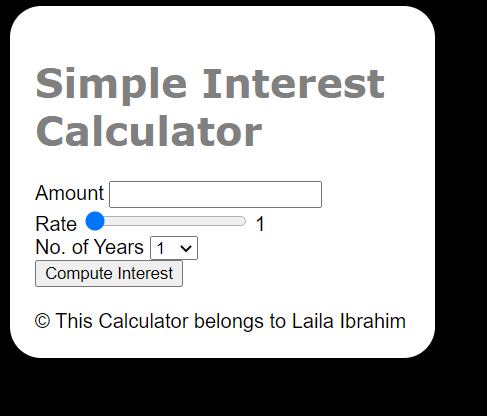 Simple Interest
Calculator
Amount
Rate 1
No. of Years 1
Compute Interest
© This Calculator belongs to Laila Ibrahim